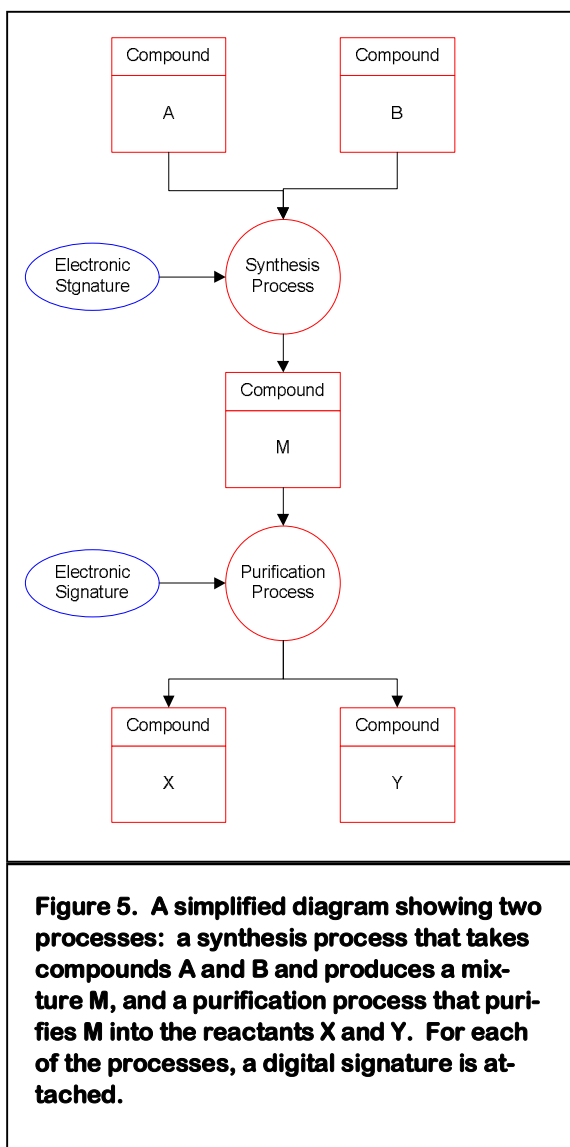 Compound
Compound
A
B
Electronic
Stgnature
Synthesis
Process
Compound
M
Electronic
Signature
Purification
Process
Compound
Compound
X
Y
Figure 5.  A simplified diagram showing two
processes:  a synthesis process that takes
compounds A and B and produces a mix-
ture M, and a purification process that puri-
fies M into the reactants X and Y.  For each
of the processes, a digital signature is at-
tached.